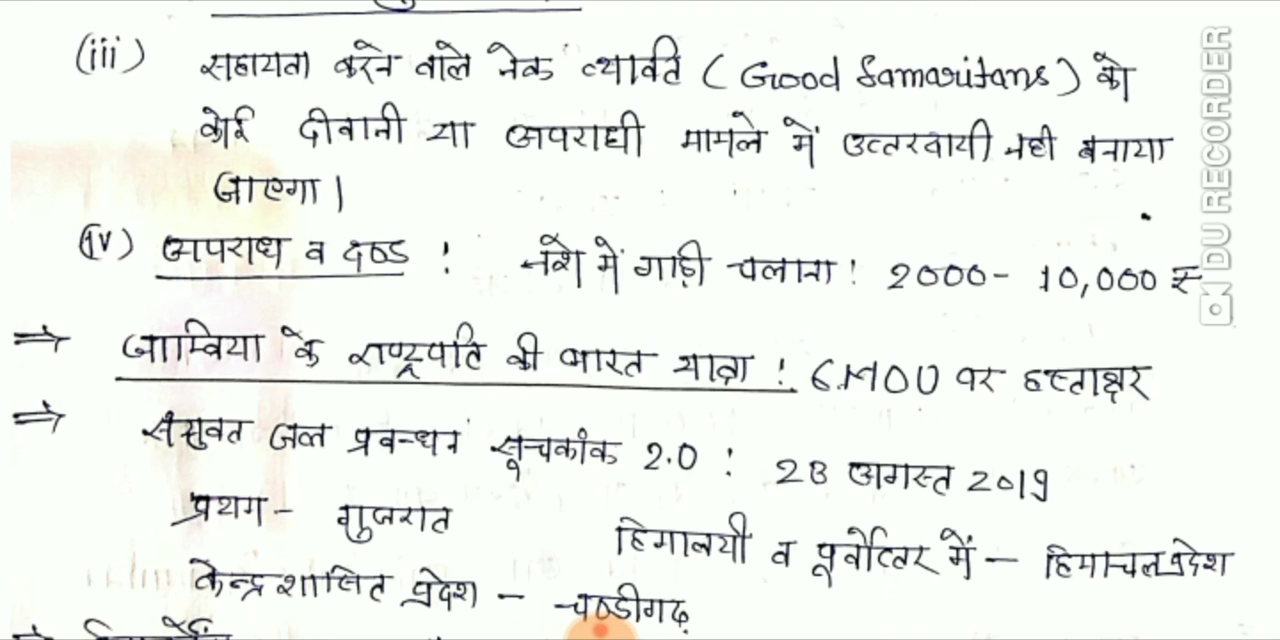 (iii) सहायता करने वाले नेक व्यक्ति (Good Samaritans) को
कोई दीवानी या अपराधी मामले में उत्तरदायी नही बनाया
जाएगा।
(iv) अपराध व दण्ड : नशे में गाड़ी चलाना : 2000- 10,000 ₹
⇒ जाम्बिया के राष्ट्रपति की भारत यात्रा : 6 MOU पर हस्ताक्षर
⇒ संयुक्त जल प्रबन्धन सूचकांक 2.0 : 23 अगस्त 2019
प्रथम - गुजरात हिमालयी व पूर्वोत्तर में - हिमाचल प्रदेश
केन्द्रशासित प्रदेश - चण्डीगढ़
DU RECORDER